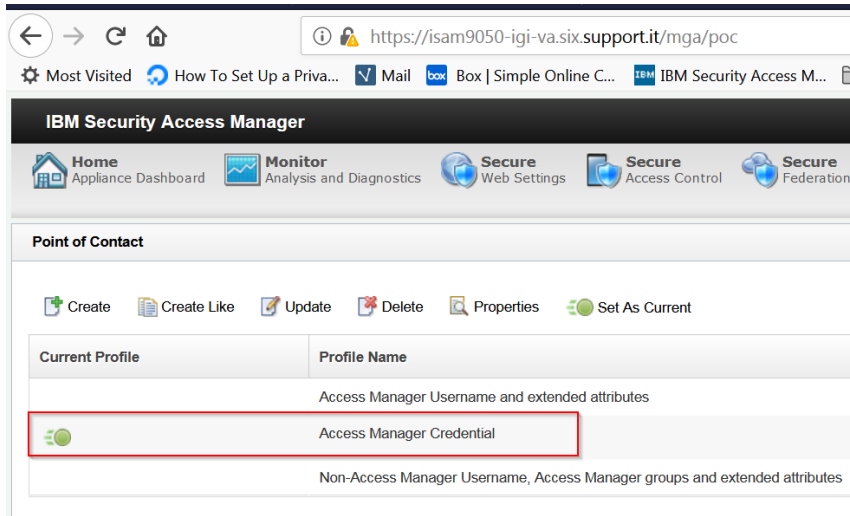 https://isam9050-igi-va.six.support.it/mga/poc
Most Visited How To Set Up a Priva... Mail box Box | Simple Online C... IBM IBM Security Access M...
IBM Security Access Manager
Home Monitor Secure Secure Secure
Appliance Dashboard Analysis and Diagnostics Web Settings Access Control Federation
Point of Contact
Create Create Like Update Delete Properties Set As Current
Current Profile Profile Name
Access Manager Username and extended attributes
Access Manager Credential
Non-Access Manager Username, Access Manager groups and extended attributes